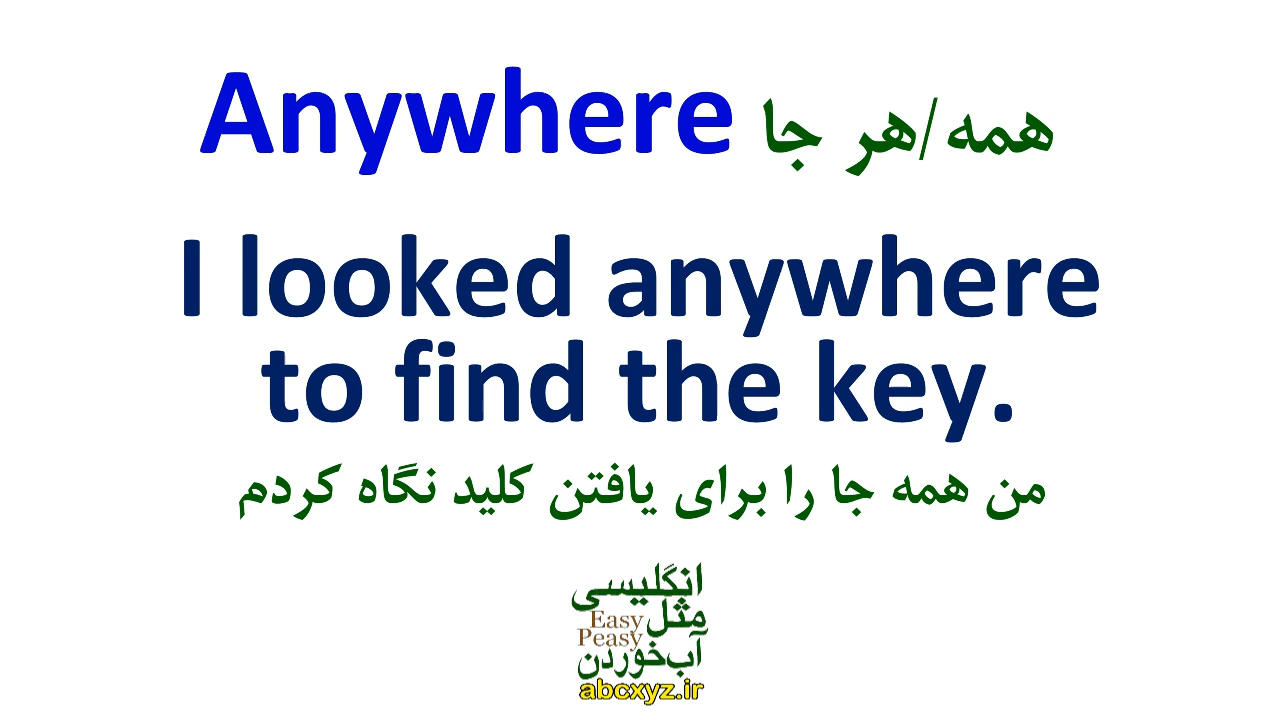 Anywhere همه/هر جا
I looked anywhere
to find the key.
من همه جا را برای یافتن کلید نگاه کردم
انگلیسی
مثل
Easy
Peasy
آب‌خوردن
abcxyz.ir